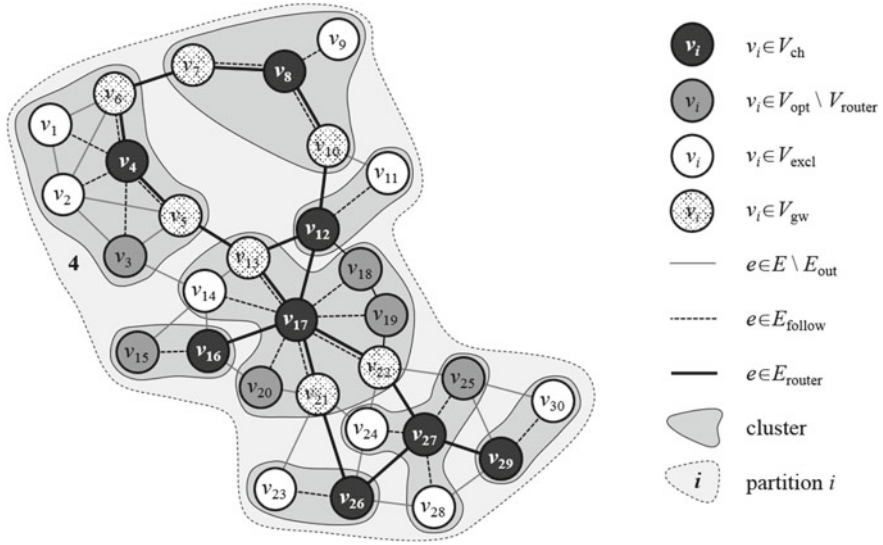 v9
v7
v8
v6
v1
v10
v4
v11
v2
v5
v12
v3
v13
4
v18
v14
v19
v17
v15
v16
v22
v20
v25
v21
v30
v24
v27
v29
v23
v26
v28
vi vi ∈ Vch
vi vi ∈ Vopt \ Vrouter
vi vi ∈ Vexcl
vi vi ∈ Vgw
e ∈ E \ Eout
e ∈ Efollow
e ∈ Erouter
cluster
i partition i